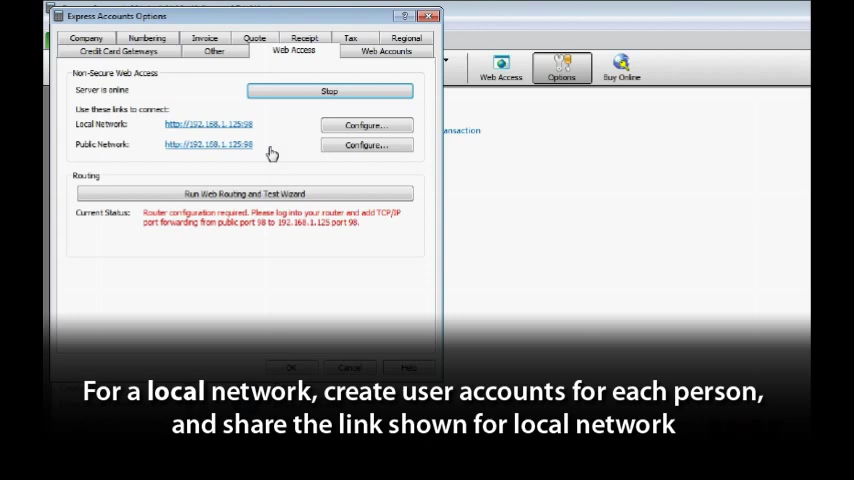 Express Accounts Options
Company Numbering Invoice Quote Receipt Tax Regional
Credit Card Gateways Other Web Access Web Accounts
Non-Secure Web Access
Server is online Stop
Use these links to connect:
Local Network: http://192.168.1.125:98 Configure...
Public Network: http://192.168.1.125:98 Configure...
Routing
Run Web Routing and Test Wizard
Current Status: Router configuration required. Please log into your router and add TCP/IP
port forwarding from public port 98 to 192.168.1.125 port 98.
OK Cancel Help
Web Access Options Buy Online
ansaction
For a local network, create user accounts for each person,
and share the link shown for local network